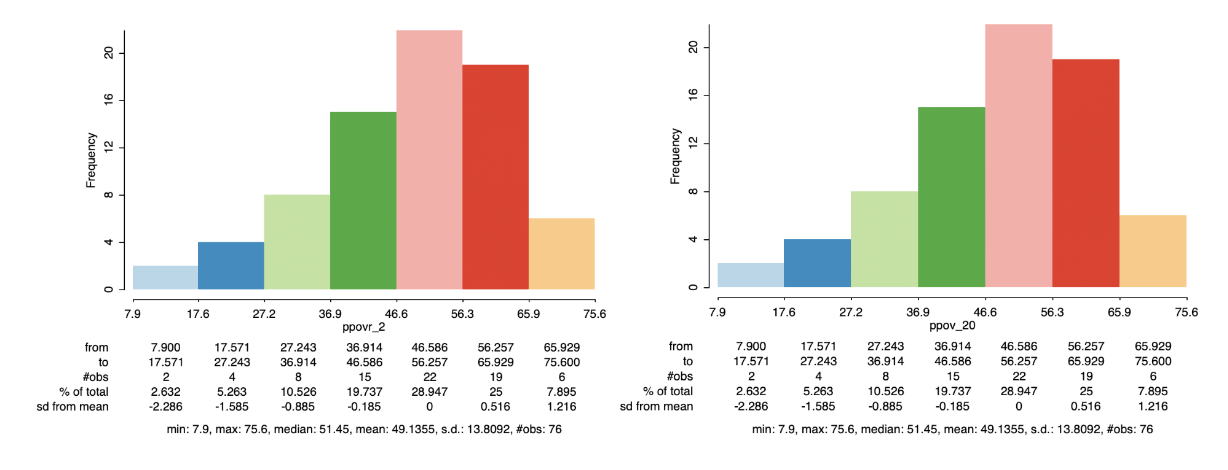 20
16
12
8
4
0
Frequency
7.9 17.6 27.2 36.9 46.6 56.3 65.9 75.6
ppovr_2
from 7.900 17.571 27.243 36.914 46.586 56.257 65.929
to 17.571 27.243 36.914 46.586 56.257 65.929 75.600
#obs 2 4 8 15 22 19 6
% of total 2.632 5.263 10.526 19.737 28.947 25 7.895
sd from mean -2.286 -1.585 -0.885 -0.185 0 0.516 1.216
min: 7.9, max: 75.6, median: 51.45, mean: 49.1355, s.d.: 13.8092, #obs: 76
20
16
12
8
4
0
Frequency
7.9 17.6 27.2 36.9 46.6 56.3 65.9 75.6
ppov_20
from 7.900 17.571 27.243 36.914 46.586 56.257 65.929
to 17.571 27.243 36.914 46.586 56.257 65.929 75.600
#obs 2 4 8 15 22 19 6
% of total 2.632 5.263 10.526 19.737 28.947 25 7.895
sd from mean -2.286 -1.585 -0.885 -0.185 0 0.516 1.216
min: 7.9, max: 75.6, median: 51.45, mean: 49.1355, s.d.: 13.8092, #obs: 76